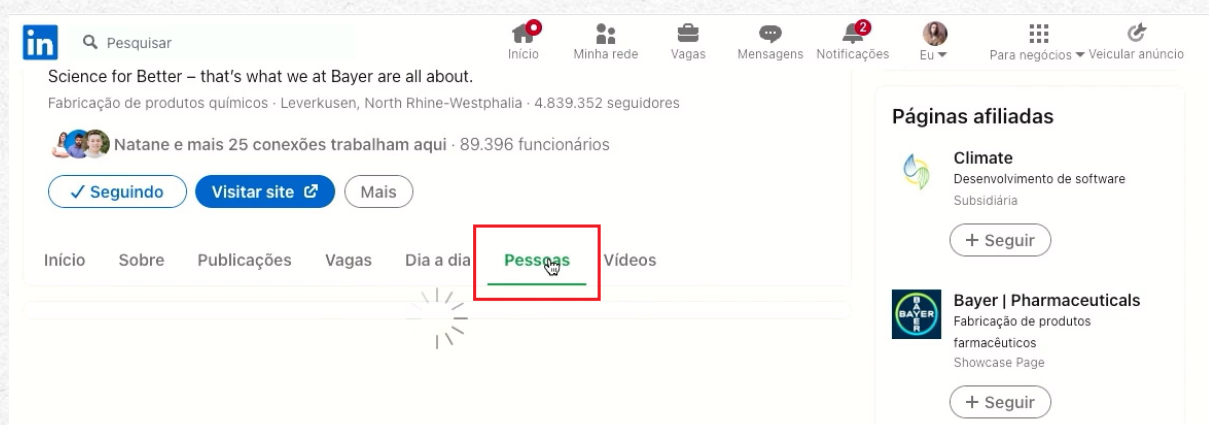 in
Pesquisar
2
Início
Minha rede
Vagas
Mensagens
Notificações
Eu
Para negócios
Veicular anúncio
Science for Better – that's what we at Bayer are all about.
Fabricação de produtos químicos · Leverkusen, North Rhine-Westphalia · 4.839.352 seguidores
Natane e mais 25 conexões trabalham aqui · 89.396 funcionários
✓ Seguindo
Visitar site
Mais
Início
Sobre
Publicações
Vagas
Dia a dia
Pessoas
Vídeos
Páginas afiliadas
Climate
Desenvolvimento de software
Subsidiária
+ Seguir
BAYER
BAYER
Bayer | Pharmaceuticals
Fabricação de produtos
farmacêuticos
Showcase Page
+ Seguir